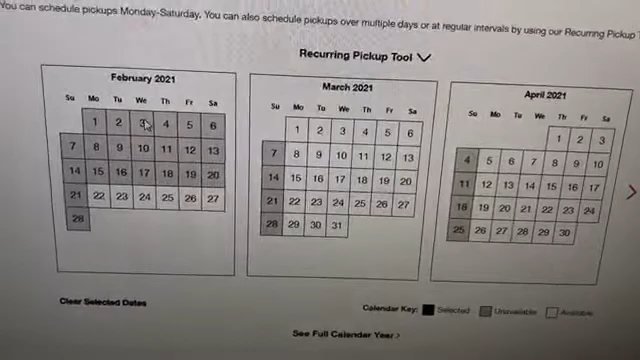 You can schedule pickups Monday-Saturday. You can also schedule pickups over multiple days or at regular intervals by using our Recurring Pickup
Recurring Pickup Tool
February 2021
Su Mo Tu We Th Fr Sa
1 2 3 4 5 6
7 8 9 10 11 12 13
14 15 16 17 18 19 20
21 22 23 24 25 26 27
28
March 2021
Su Mo Tu We Th Fr Sa
1 2 3 4 5 6
7 8 9 10 11 12 13
14 15 16 17 18 19 20
21 22 23 24 25 26 27
28 29 30 31
April 2021
Su Mo Tu We Th Fr Sa
1 2 3
4 5 6 7 8 9 10
11 12 13 14 15 16 17
18 19 20 21 22 23 24
25 26 27 28 29 30
Clear Selected Dates
Calendar Key: Selected Unavailable Available
See Full Calendar Year >